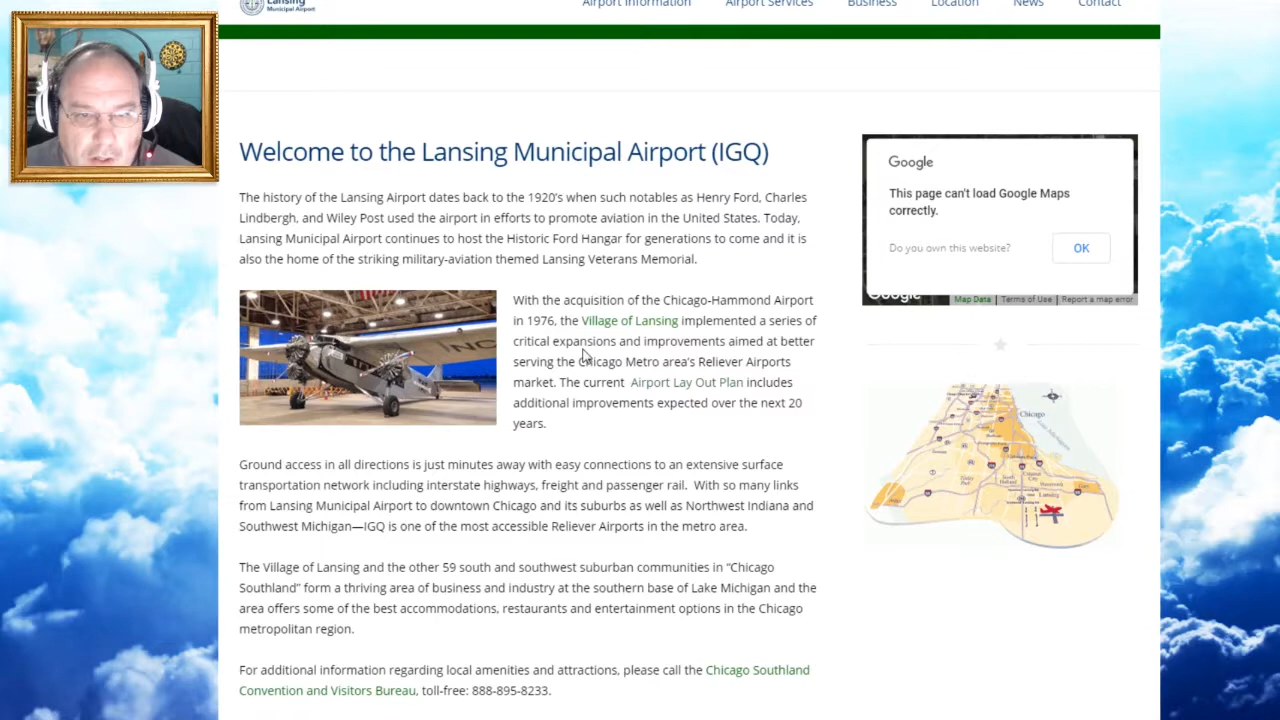 Lansing
Municipal Airport
Airport Information
Airport Services
Business
Location
News
Contact
Welcome to the Lansing Municipal Airport (IGQ)
The history of the Lansing Airport dates back to the 1920's when such notables as Henry Ford, Charles
Lindbergh, and Wiley Post used the airport in efforts to promote aviation in the United States. Today,
Lansing Municipal Airport continues to host the Historic Ford Hangar for generations to come and it is
also the home of the striking military-aviation themed Lansing Veterans Memorial.
With the acquisition of the Chicago-Hammond Airport
in 1976, the Village of Lansing implemented a series of
critical expansions and improvements aimed at better
serving the Chicago Metro area's Reliever Airports
market. The current Airport Lay Out Plan includes
additional improvements expected over the next 20
years.
Ground access in all directions is just minutes away with easy connections to an extensive surface
transportation network including interstate highways, freight and passenger rail. With so many links
from Lansing Municipal Airport to downtown Chicago and its suburbs as well as Northwest Indiana and
Southwest Michigan—IGQ is one of the most accessible Reliever Airports in the metro area.
The Village of Lansing and the other 59 south and southwest suburban communities in “Chicago
Southland” form a thriving area of business and industry at the southern base of Lake Michigan and the
area offers some of the best accommodations, restaurants and entertainment options in the Chicago
metropolitan region.
For additional information regarding local amenities and attractions, please call the Chicago Southland
Convention and Visitors Bureau, toll-free: 888-895-8233.
Google
This page can't load Google Maps
correctly.
Do you own this website?
OK
Google
Map Data
Terms of Use
Report a map error
Chicago
Lansing